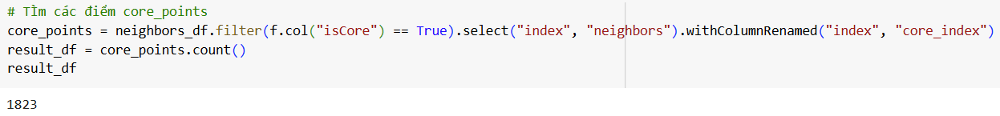 # TÌm các điểm core_points
core_points = neighbors_df.filter(f.col("isCore") == True).select("index", "neighbors").withColumnRenamed("index", "core_index")
result_df = core_points.count()
result_df
1823